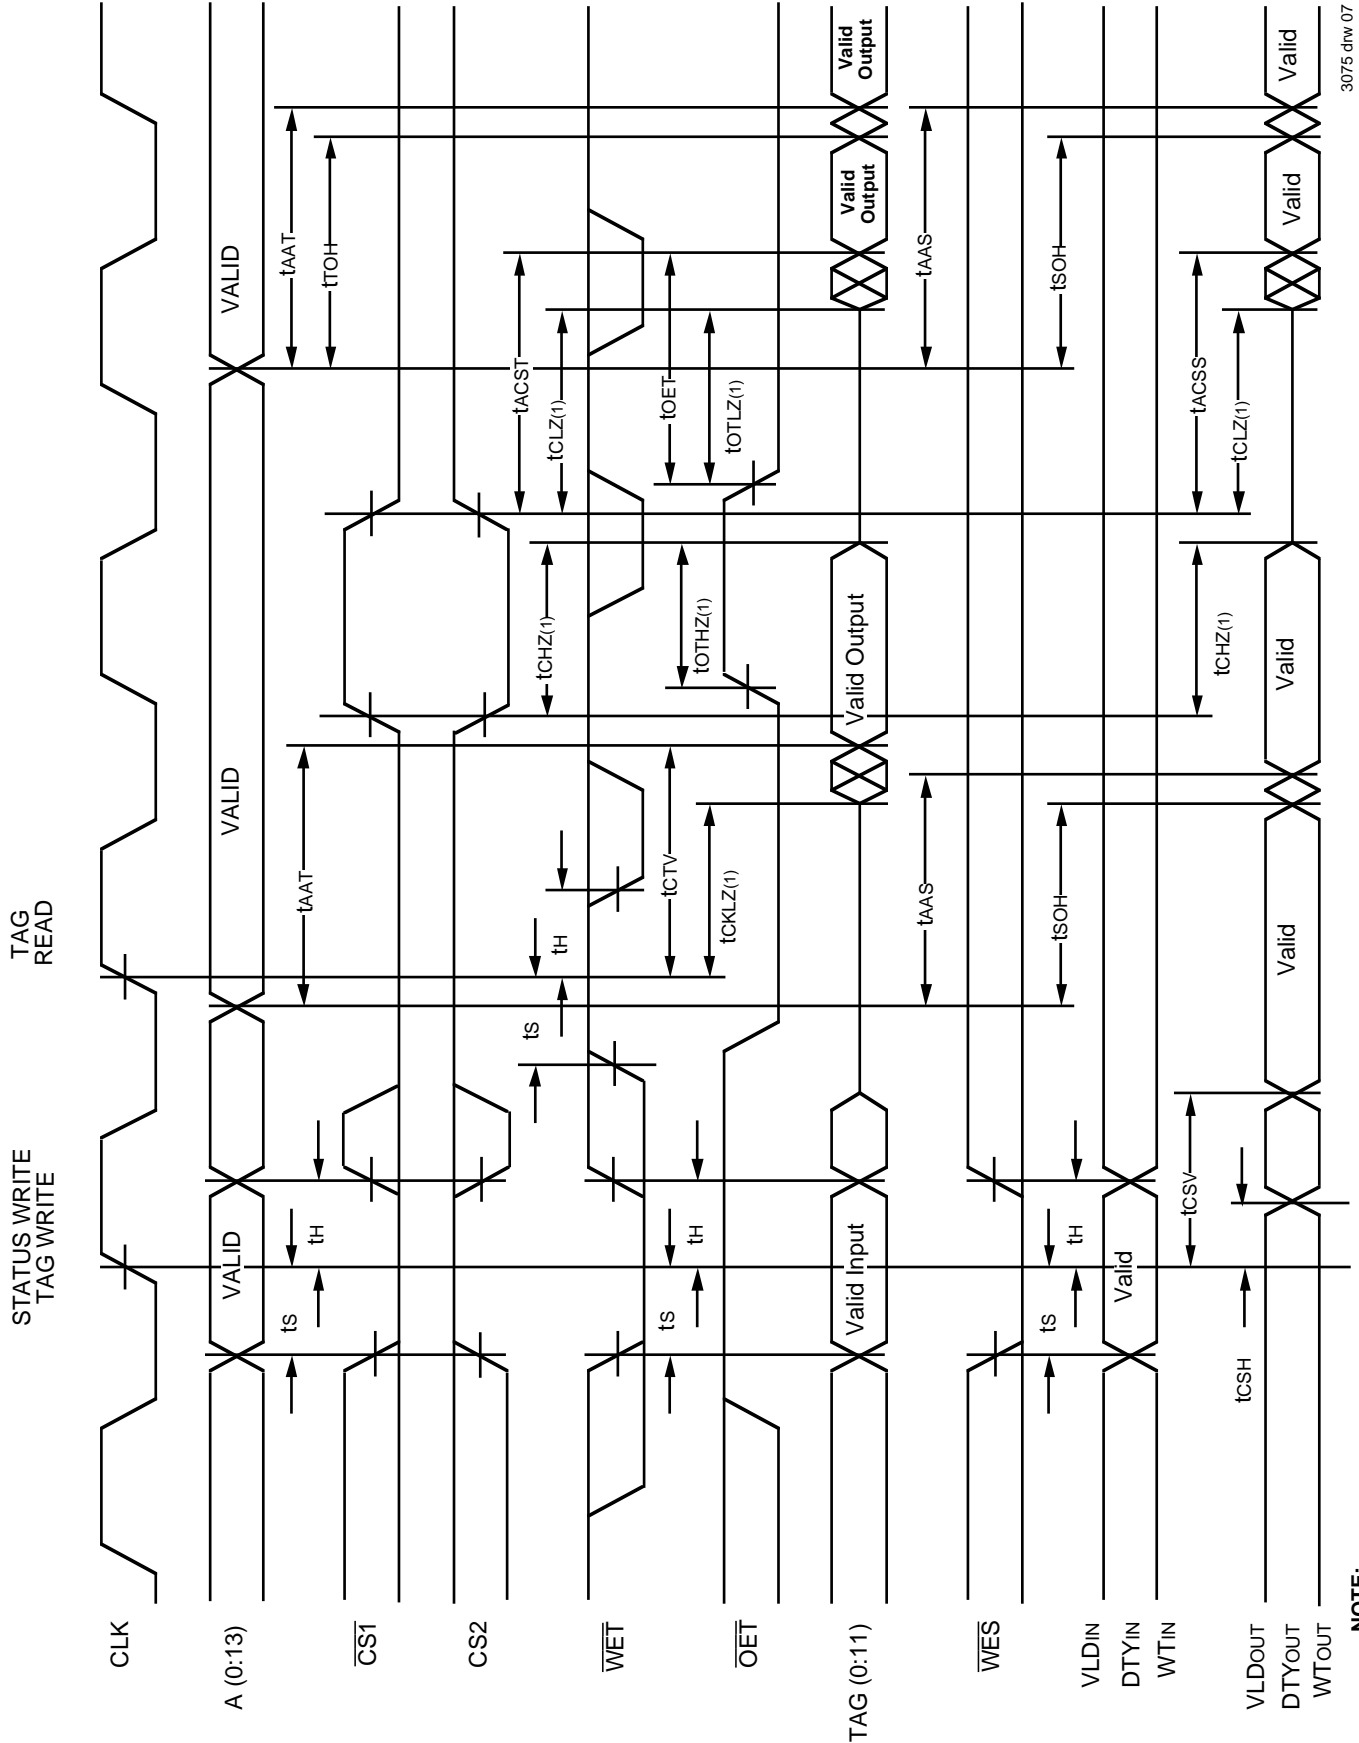 STATUS WRITE
TAG WRITE
TAG
READ
CLK
A (0:13)
VALID
VALID
VALID
tS
tH
tAAT
tAAT
tTOH
CS1
CS2
tS
tH
tACST
tCHZ(1)
tCLZ(1)
WET
tS
tH
tCTV
tOET
tCKLZ(1)
tOTHZ(1)
tOTLZ(1)
OET
TAG (0:11)
Valid Input
Valid Output
Valid
Output
Valid
Output
tAAS
tAAS
WES
tS
tH
tSOH
tSOH
VLDIN
DTYIN
WTIN
Valid
tCSV
tCHZ(1)
tACSS
tCSH
tCLZ(1)
VLDOUT
DTYOUT
WTOUT
Valid
Valid
Valid
Valid
3075 drw 07
NOTE: